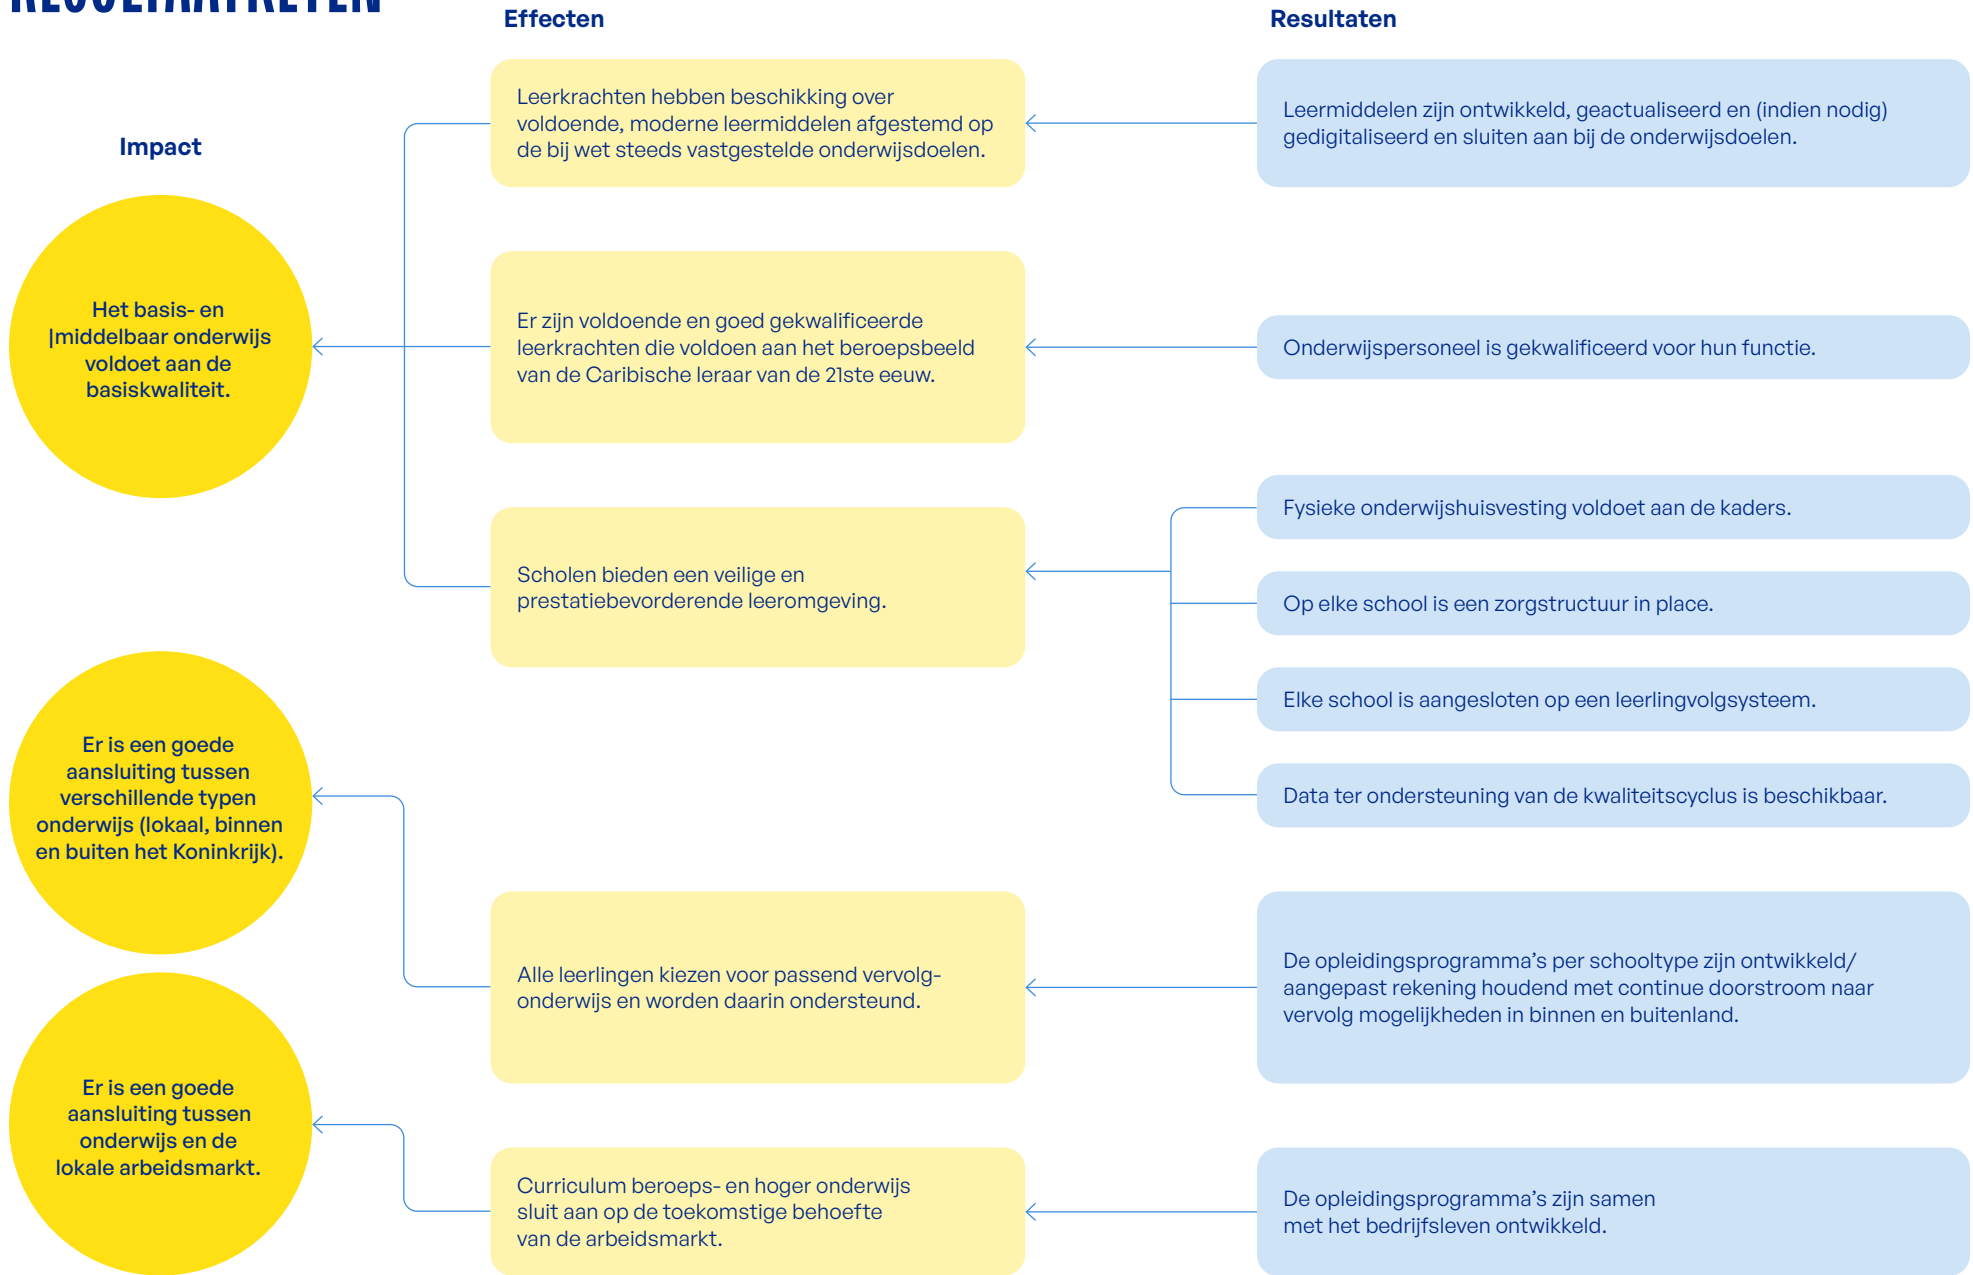 RESULTAATKETEN
Effecten
Resultaten
Impact
Het basis- en
|middelbaar onderwijs
voldoet aan de
basiskwaliteit.
Leerkrachten hebben beschikking over
voldoende, moderne leermiddelen afgestemd op
de bij wet steeds vastgestelde onderwijsdoelen.
Leermiddelen zijn ontwikkeld, geactualiseerd en (indien nodig)
gedigitaliseerd en sluiten aan bij de onderwijsdoelen.
Er zijn voldoende en goed gekwalificeerde
leerkrachten die voldoen aan het beroepsbeeld
van de Caribische leraar van de 21ste eeuw.
Onderwijspersoneel is gekwalificeerd voor hun functie.
Scholen bieden een veilige en
prestatiebevorderende leeromgeving.
Fysieke onderwijshuisvesting voldoet aan de kaders.
Op elke school is een zorgstructuur in place.
Elke school is aangesloten op een leerlingvolgsysteem.
Data ter ondersteuning van de kwaliteitscyclus is beschikbaar.
Er is een goede
aansluiting tussen
verschillende typen
onderwijs (lokaal, binnen
en buiten het Koninkrijk).
Alle leerlingen kiezen voor passend vervolg-
onderwijs en worden daarin ondersteund.
De opleidingsprogramma's per schooltype zijn ontwikkeld/
aangepast rekening houdend met continue doorstroom naar
vervolg mogelijkheden in binnen en buitenland.
Er is een goede
aansluiting tussen
onderwijs en de
lokale arbeidsmarkt.
Curriculum beroeps- en hoger onderwijs
sluit aan op de toekomstige behoefte
van de arbeidsmarkt.
De opleidingsprogramma's zijn samen
met het bedrijfsleven ontwikkeld.